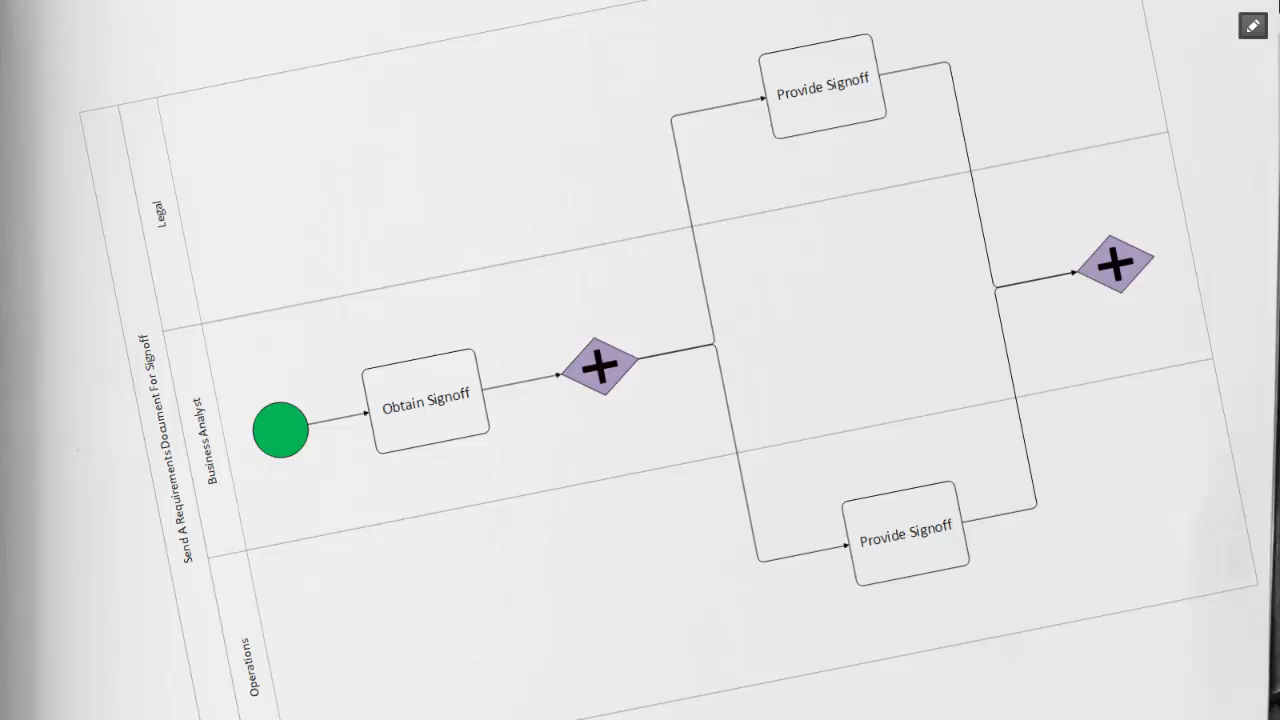 Send A Requirements Document For Signoff
Legal
Provide Signoff
Business Analyst
Obtain Signoff
Operations
Provide Signoff